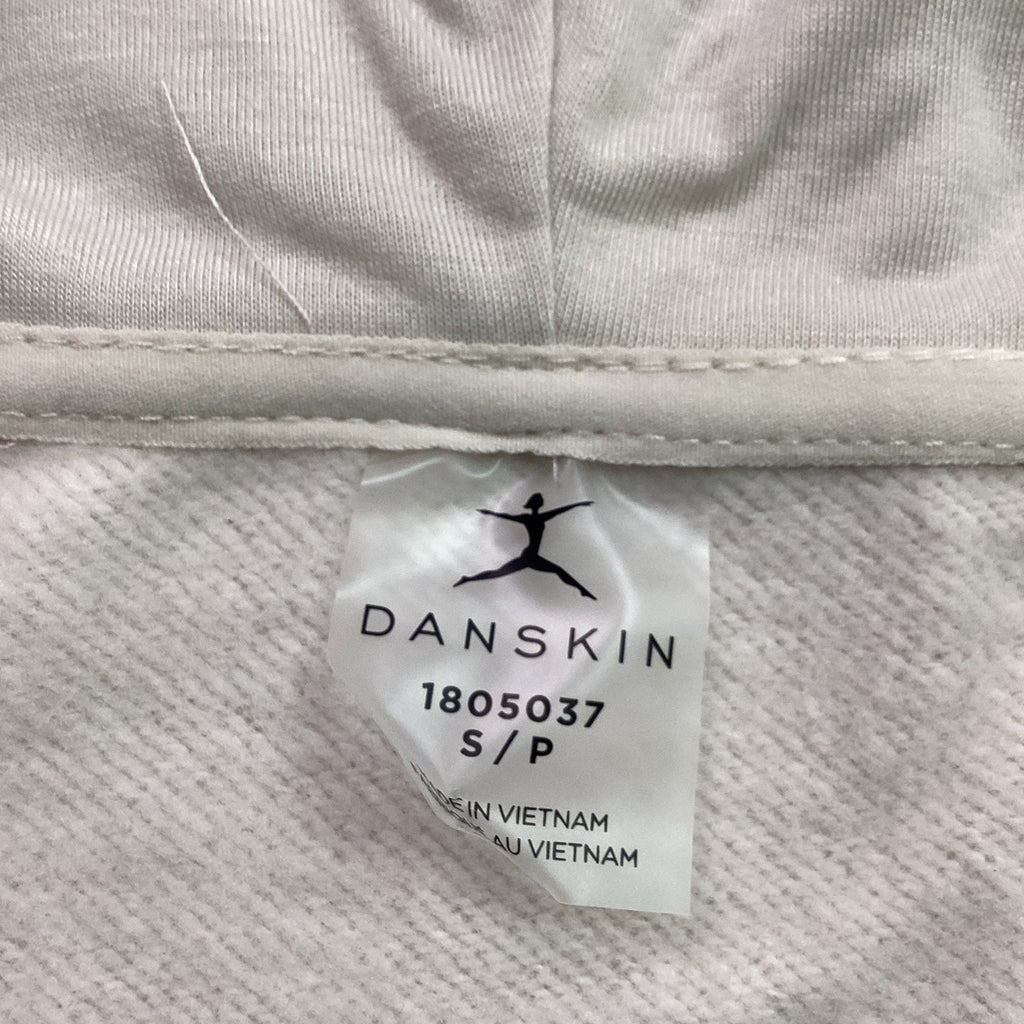 DANSKIN
1805037
S / P
IN VIETNAM
AU VIETNAM